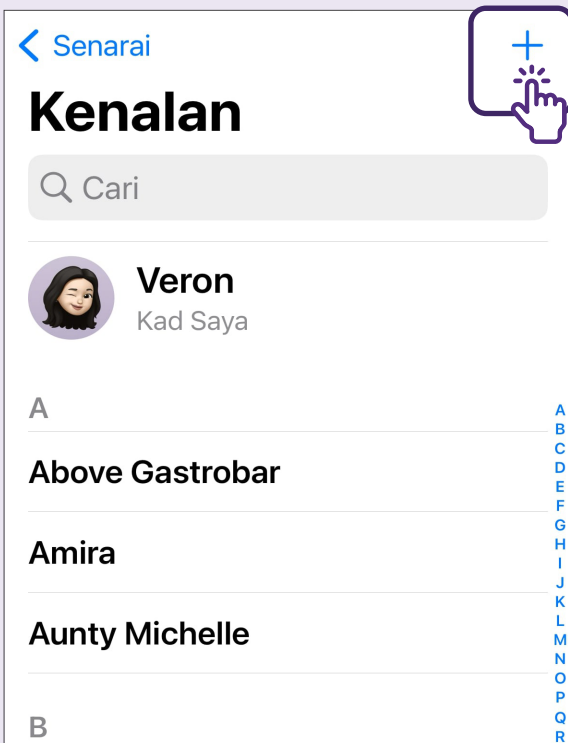 Senarai
+
Kenalan
Cari
Veron
Kad Saya
A
Above Gastrobar
Amira
Aunty Michelle
B
A
B
C
D
E
F
G
H
I
J
K
L
M
N
O
P
Q
R